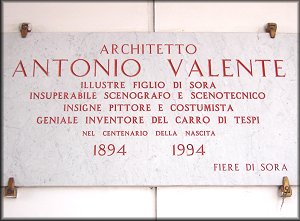 ARCHITETTO
ANTONIO VALENTE
ILLUSTRE FIGLIO DI SORA
INSUPERABILE SCENOGRAFO E SCENOTECNICO
INSIGNE PITTORE E COSTUMISTA
GENIALE INVENTORE DEL CARRO DI TESPI
NEL CENTENARIO DELLA NASCITA
1894 1994
FIERE DI SORA